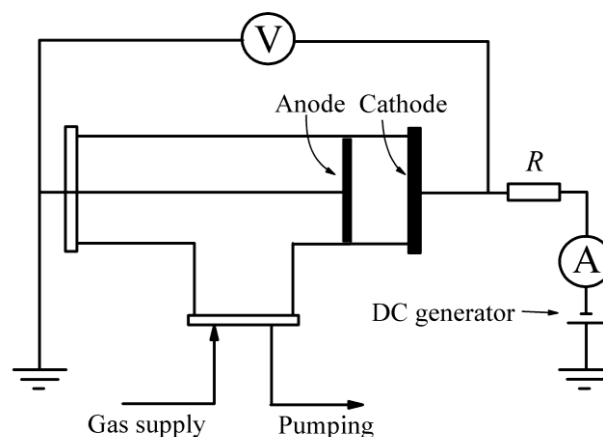 V
Anode
Cathode
R
A
DC generator
Gas supply
Pumping